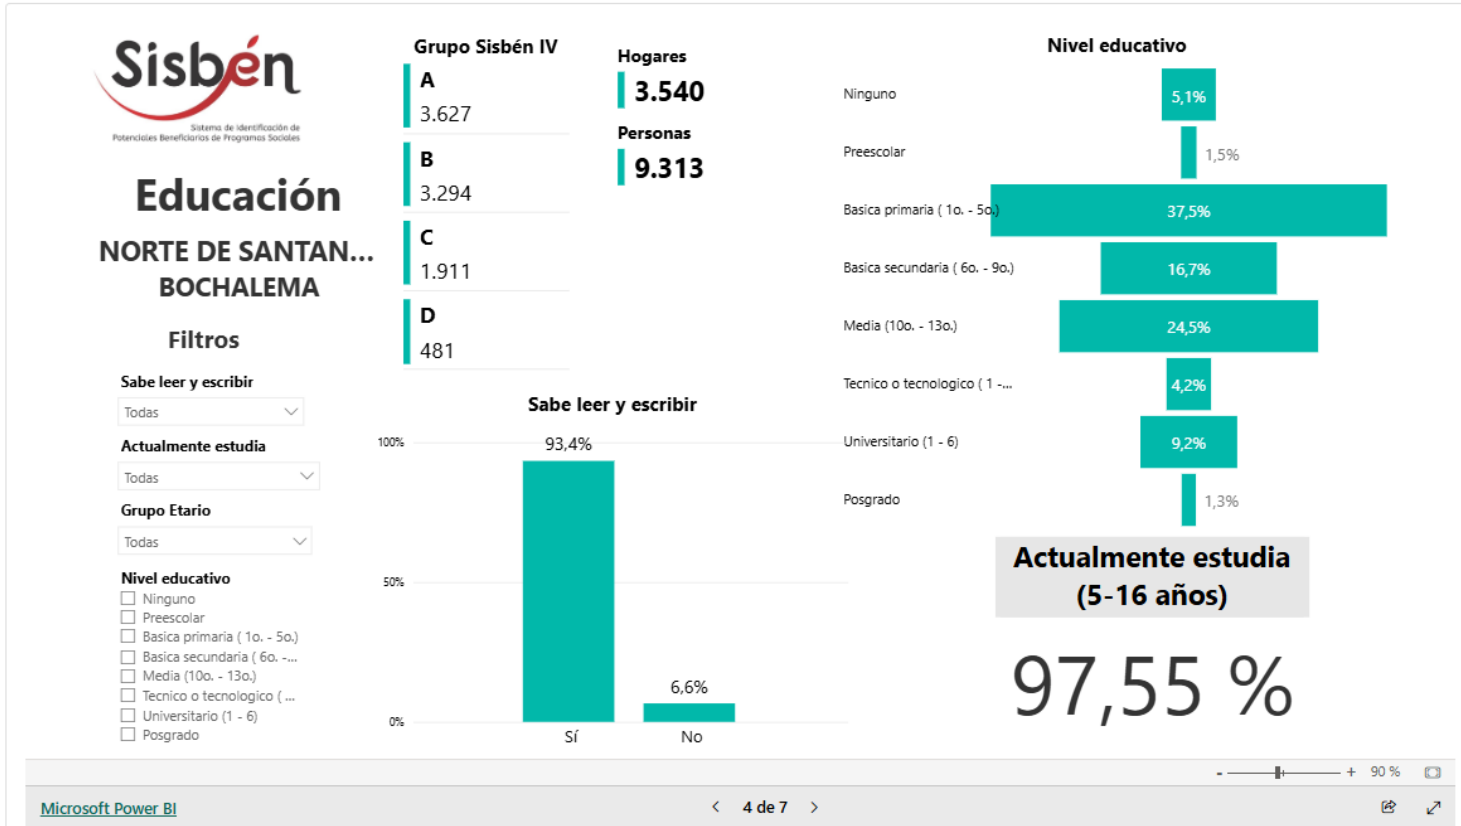 Sisbén
Sistema de Identificación de
Potenciales Beneficiarios de Programas Sociales
Educación
NORTE DE SANTAN...
BOCHALEMA
Filtros
Sabe leer y escribir
Todas
Actualmente estudia
Todas
Grupo Etario
Todas
Nivel educativo
Ninguno
Preescolar
Basica primaria ( 1o. - 5o.)
Basica secundaria ( 6o. -...
Media (10o. - 13o.)
Tecnico o tecnologico ( ...
Universitario (1 - 6)
Posgrado
Grupo Sisbén IV
A
3.627
B
3.294
C
1.911
D
481
Hogares
3.540
Personas
9.313
Sabe leer y escribir
100%
93,4%
50%
6,6%
0%
Sí
No
Nivel educativo
Ninguno
5,1%
Preescolar
1,5%
Basica primaria ( 1o. - 5o.)
37,5%
Basica secundaria ( 6o. - 9o.)
16,7%
Media (10o. - 13o.)
24,5%
Tecnico o tecnologico ( 1 -...
4,2%
Universitario (1 - 6)
9,2%
Posgrado
1,3%
Actualmente estudia
(5-16 años)
97,55 %
- + 90 %
Microsoft Power BI
< 4 de 7 >